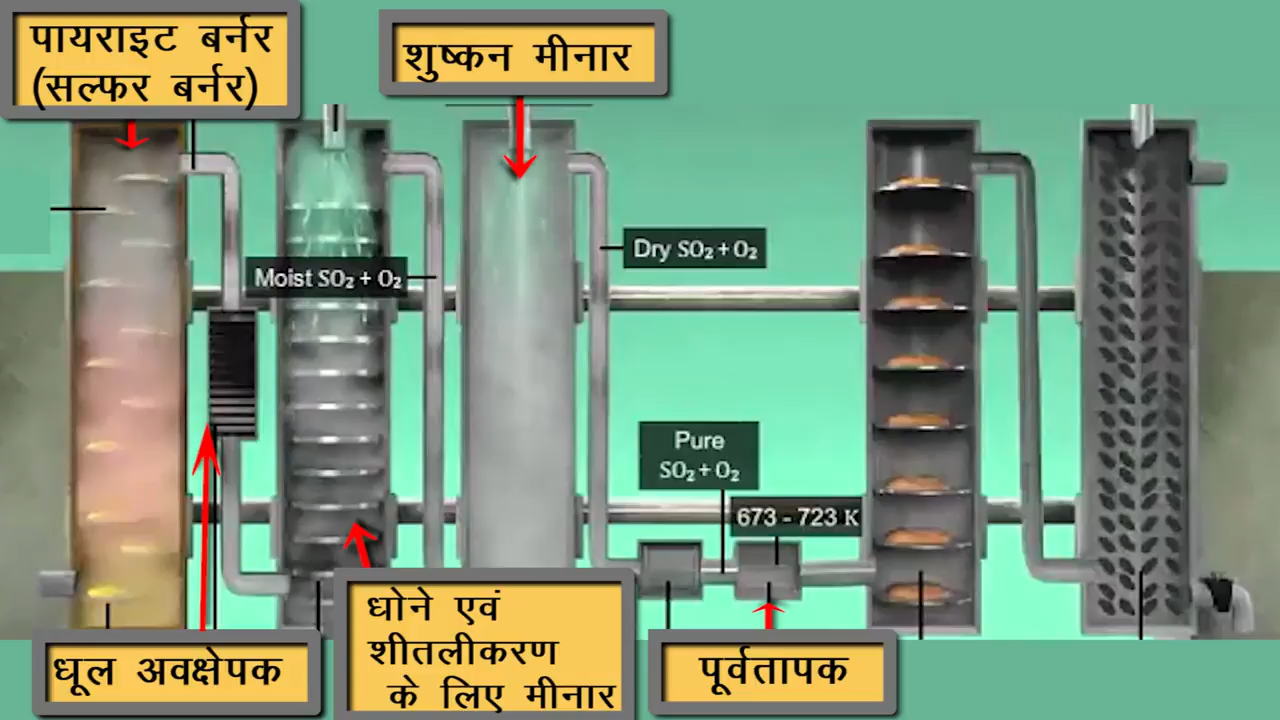 पायराइट बर्नर
(सल्फर बर्नर)
शुष्कन मीनार
Dry SO₂ + O₂
Moist SO₂ + O₂
Pure
SO₂ + O₂
673 - 723 K
धूल अवक्षेपक
धोने एवं
शीतलीकरण
के लिए मीनार
पूर्वतापक